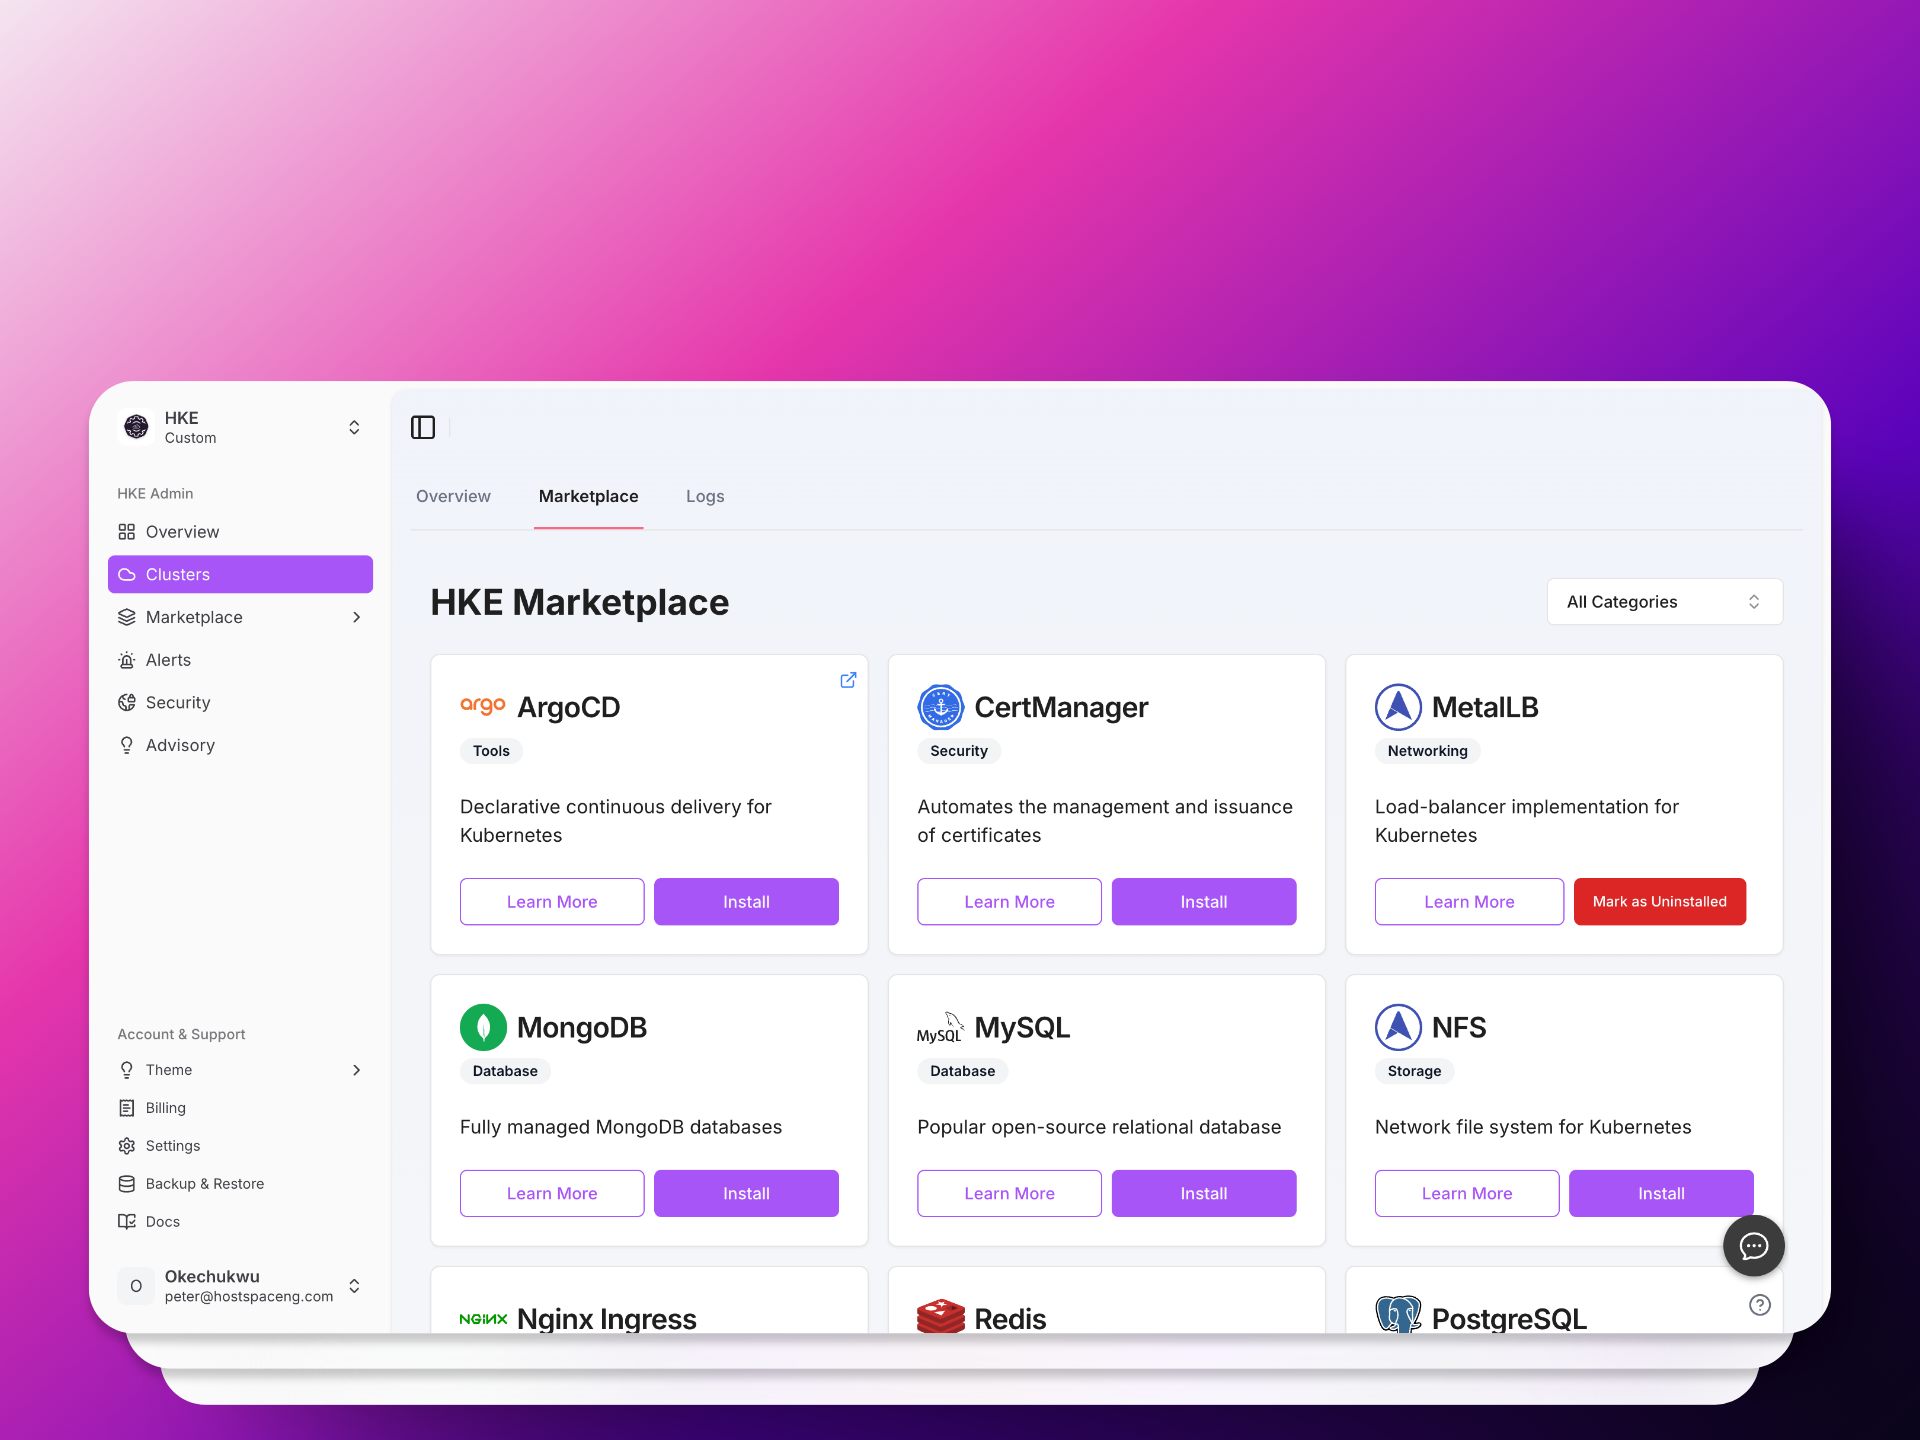 HKE
Custom
HKE Admin
Overview
Clusters
Marketplace
Alerts
Security
Advisory
Account & Support
Theme
Billing
Settings
Backup & Restore
Docs
O
Okechukwu
peter@hostspaceng.com
Overview Marketplace Logs
HKE Marketplace
All Categories
argo ArgoCD
Tools
Declarative continuous delivery for
Kubernetes
Learn More Install
CertManager
Security
Automates the management and issuance
of certificates
Learn More Install
MetalLB
Networking
Load-balancer implementation for
Kubernetes
Learn More Mark as Uninstalled
MongoDB
Database
Fully managed MongoDB databases
Learn More Install
MySQL MySQL
Database
Popular open-source relational database
Learn More Install
NFS
Storage
Network file system for Kubernetes
Learn More Install
NGINX Nginx Ingress
Redis
PostgreSQL